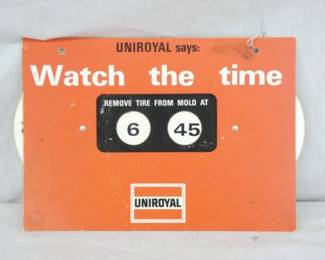 UNIROYAL says:
Watch the time
REMOVE TIRE FROM MOLD AT
6 45
UNIROYAL